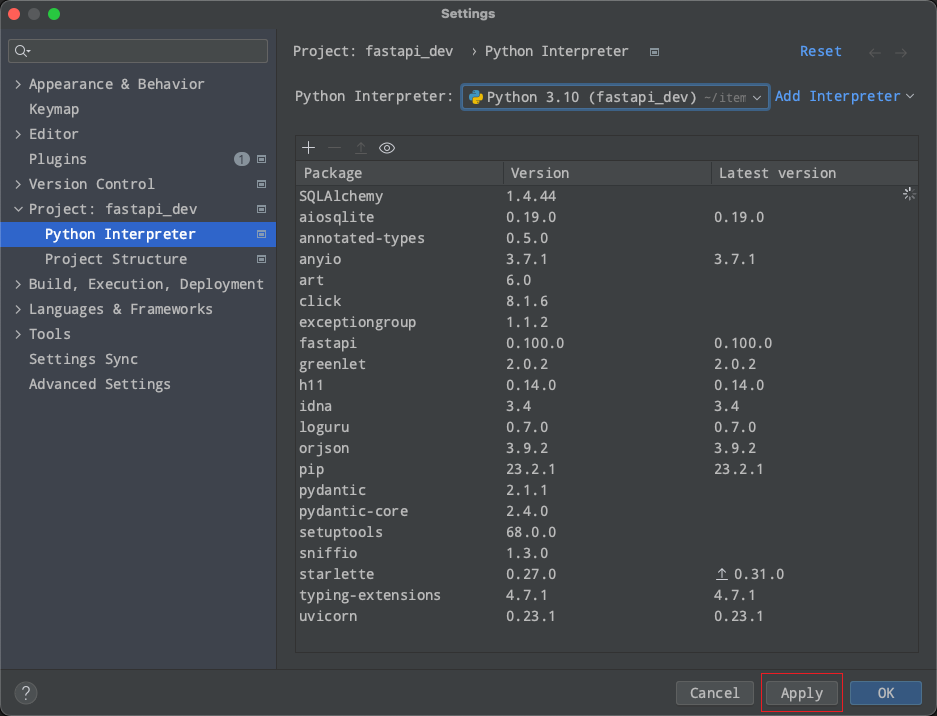 Settings
Project: fastapi_dev › Python Interpreter
Reset
Python Interpreter: Python 3.10 (fastapi_dev) ~/item
Add Interpreter
Appearance & Behavior
Keymap
Editor
Plugins 1
Version Control
Project: fastapi_dev
Python Interpreter
Project Structure
Build, Execution, Deployment
Languages & Frameworks
Tools
Settings Sync
Advanced Settings
Package Version Latest version
SQLAlchemy 1.4.44
aiosqlite 0.19.0 0.19.0
annotated-types 0.5.0
anyio 3.7.1 3.7.1
art 6.0
click 8.1.6
exceptiongroup 1.1.2
fastapi 0.100.0 0.100.0
greenlet 2.0.2 2.0.2
h11 0.14.0 0.14.0
idna 3.4 3.4
loguru 0.7.0 0.7.0
orjson 3.9.2 3.9.2
pip 23.2.1 23.2.1
pydantic 2.1.1
pydantic-core 2.4.0
setuptools 68.0.0
sniffio 1.3.0
starlette 0.27.0 0.31.0
typing-extensions 4.7.1 4.7.1
uvicorn 0.23.1 0.23.1
?
Cancel
Apply
OK